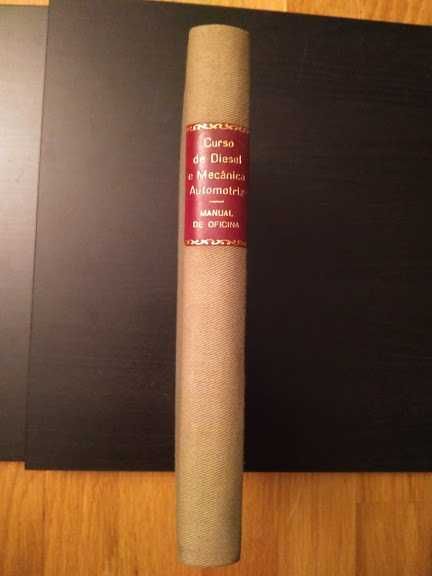 Curso
de Diesel
e Mecânica
Automotriz
MANUAL
DE OFICINA